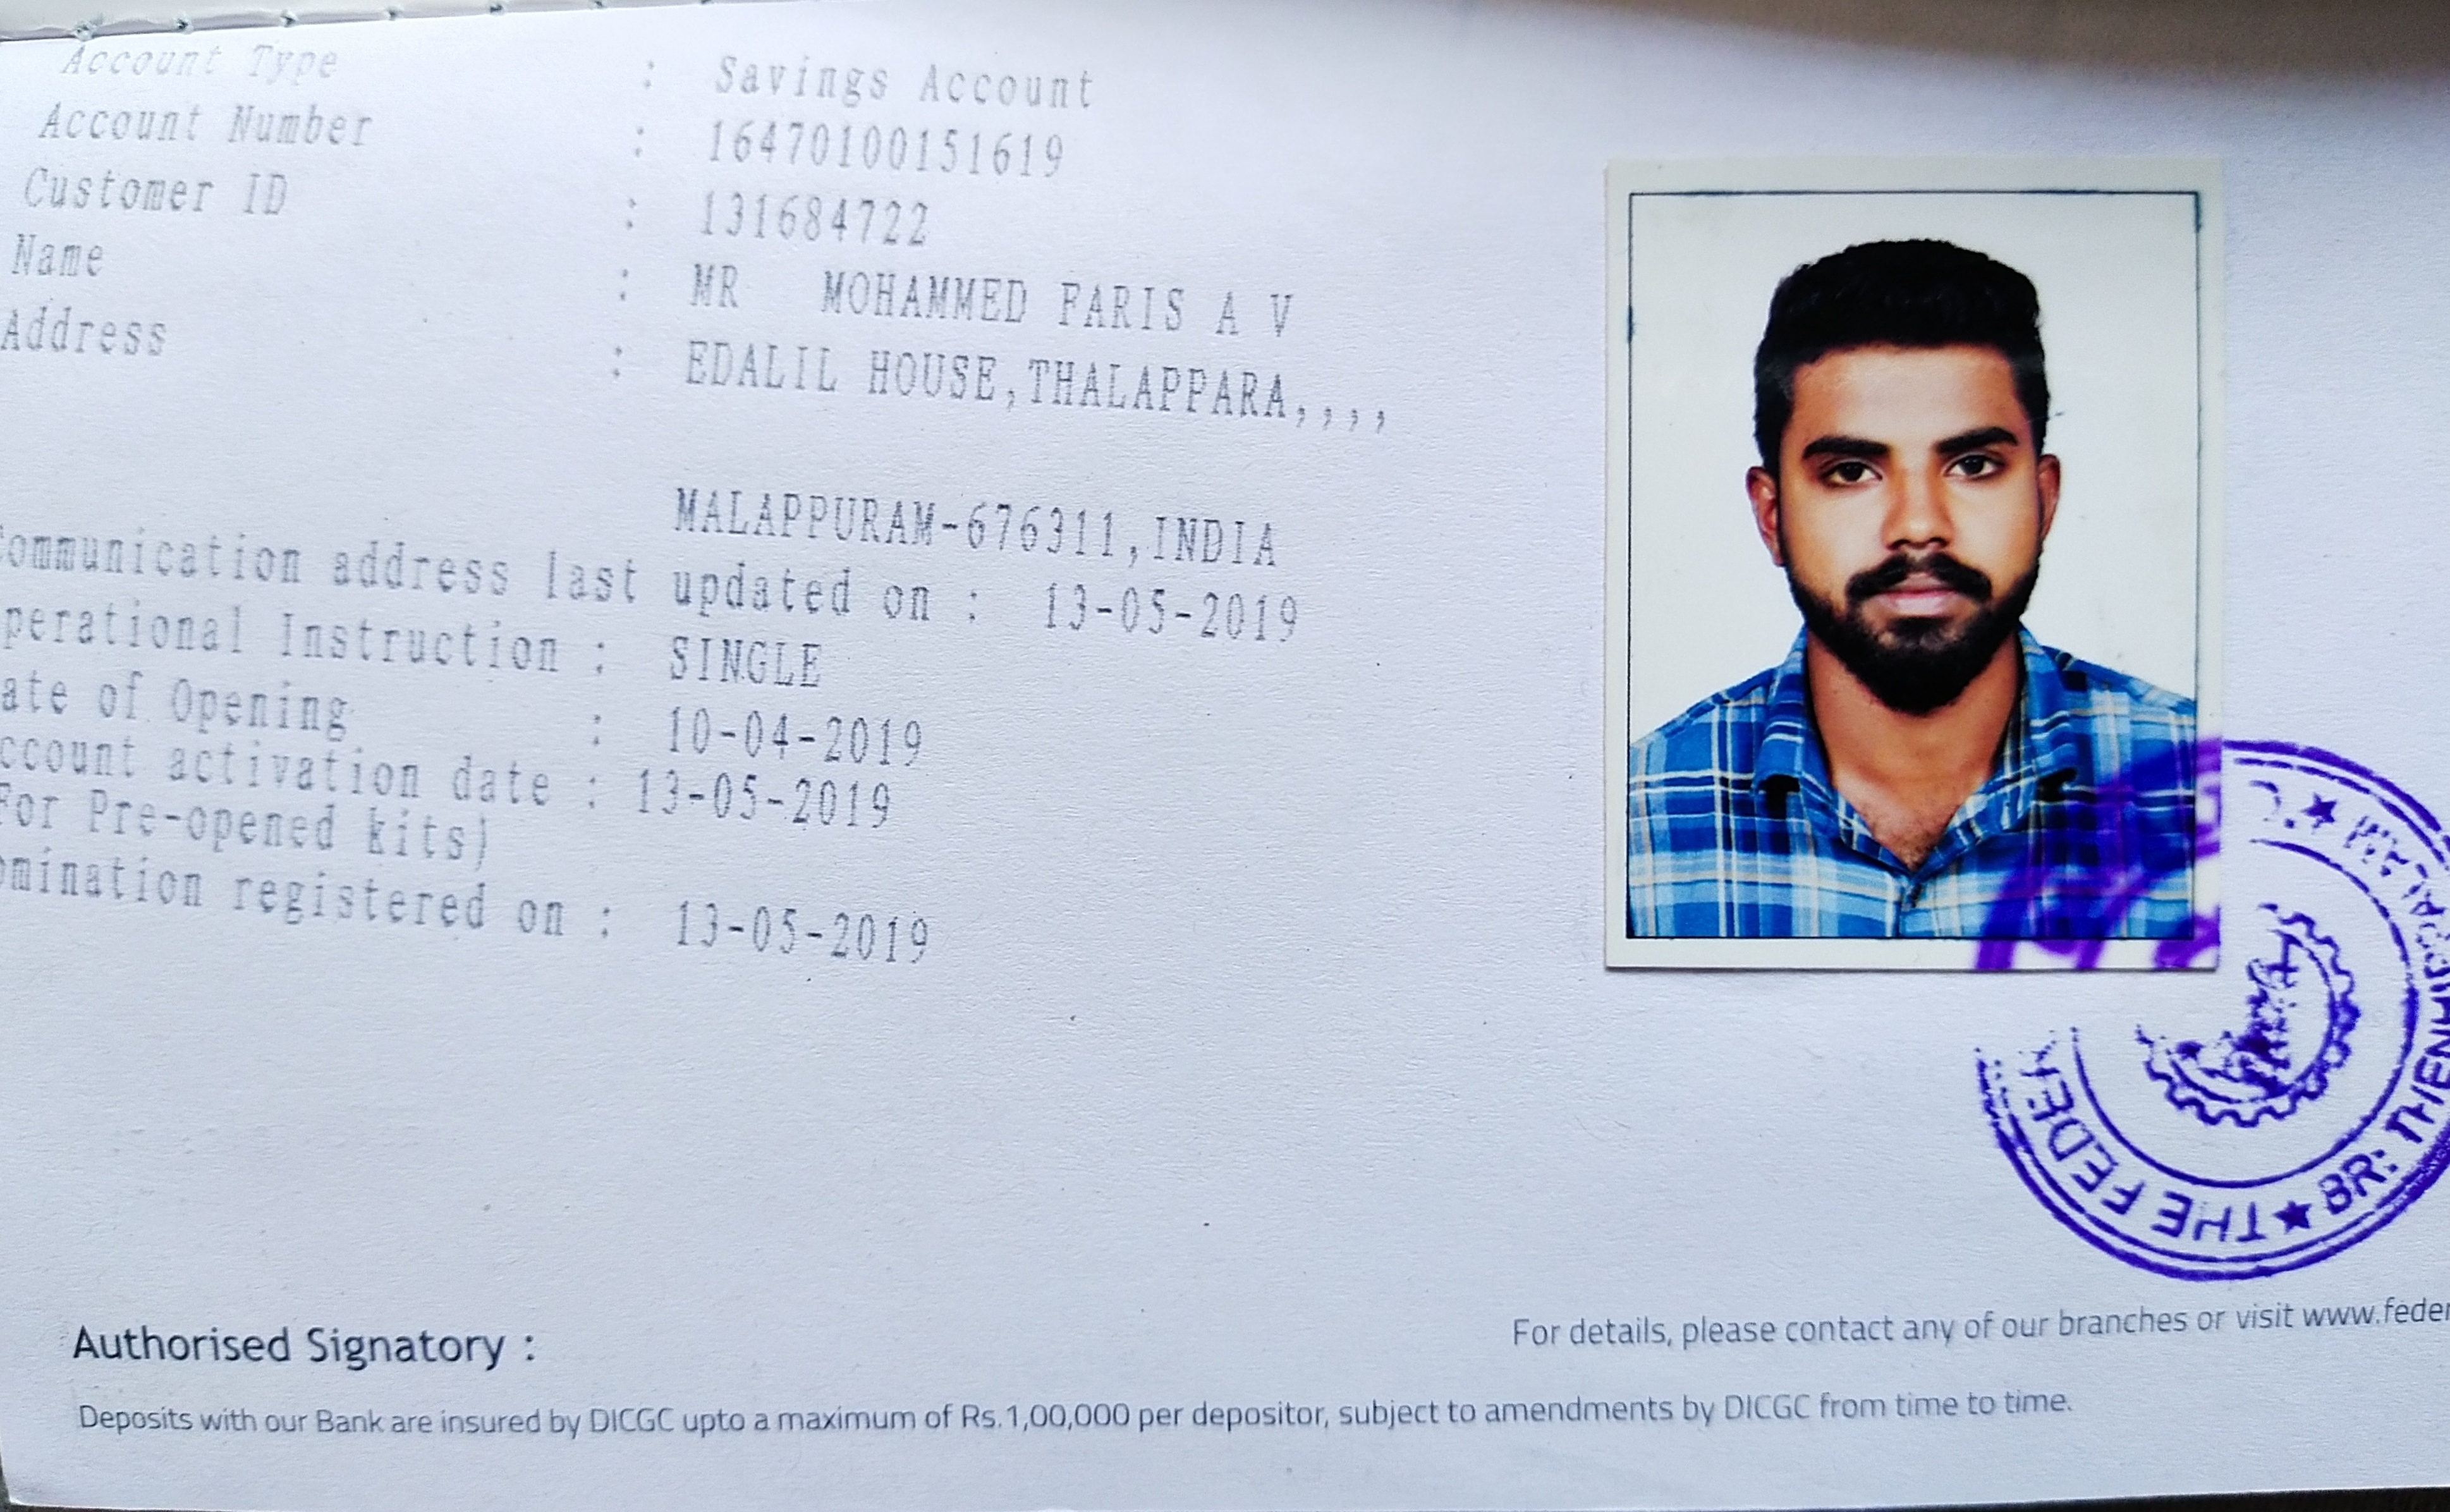 Account Type : Savings Account
Account Number : 16470100151619
Customer ID : 131684722
Name : MR MOHAMMED FARIS A V
Address : EDALIL HOUSE,THALAPPARA,,,,
MALAPPURAM-676311,INDIA
ommunication address last updated on : 13-05-2019
perational Instruction : SINGLE
ate of Opening : 10-04-2019
ccount activation date : 13-05-2019
For Pre-opened kits)
omination registered on : 13-05-2019
THE FEDER
★ BR: THENHI
Authorised Signatory :
For details, please contact any of our branches or visit www.feder
Deposits with our Bank are insured by DICGC upto a maximum of Rs.1,00,000 per depositor, subject to amendments by DICGC from time to time.